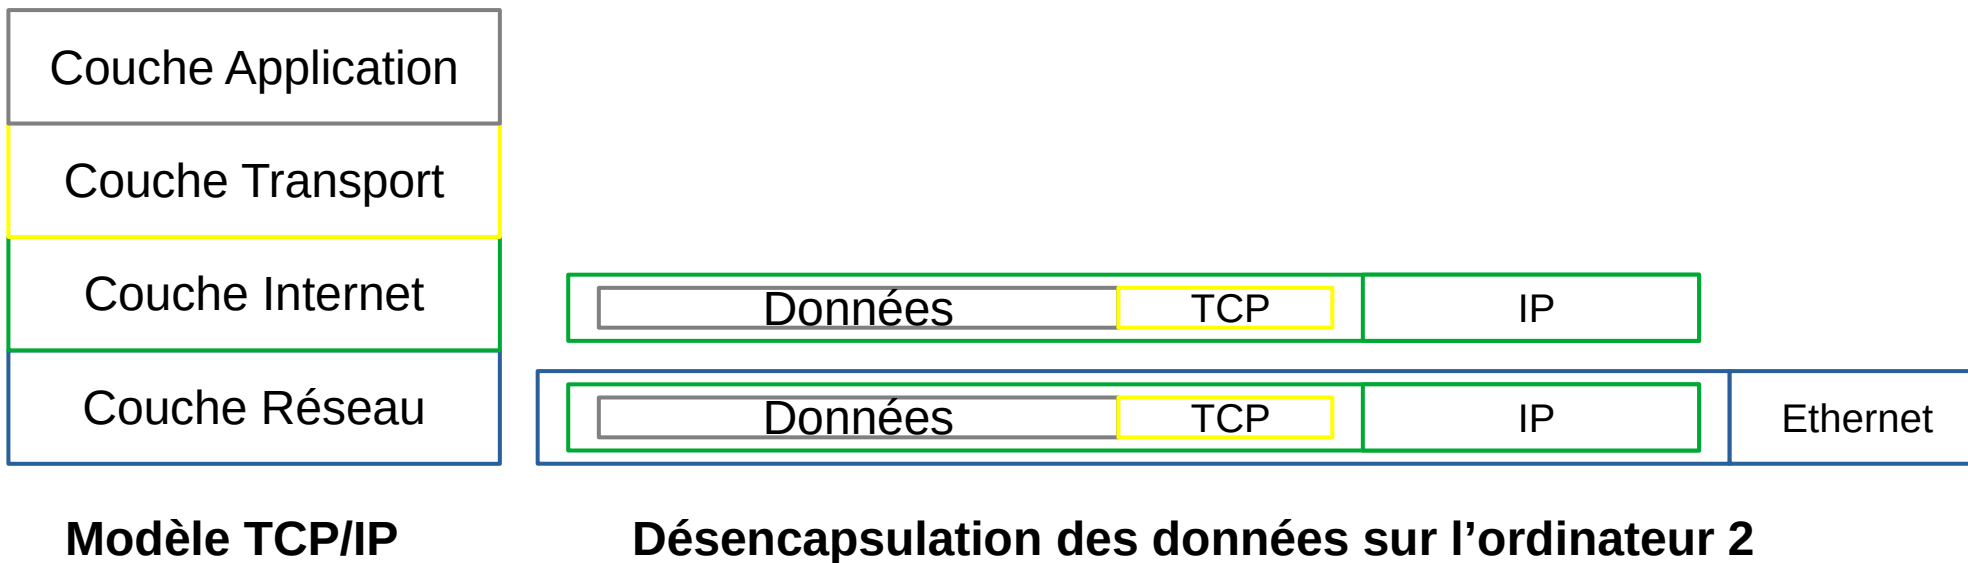 Couche Application
Couche Transport
Couche Internet
Données TCP IP
Couche Réseau
Données TCP IP Ethernet
Modèle TCP/IP
Désencapsulation des données sur l’ordinateur 2